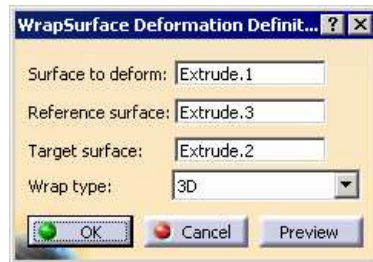 WrapSurface Deformation Definit... ? X
Surface to deform: Extrude.1
Reference surface: Extrude.3
Target surface: Extrude.2
Wrap type: 3D
OK Cancel Preview